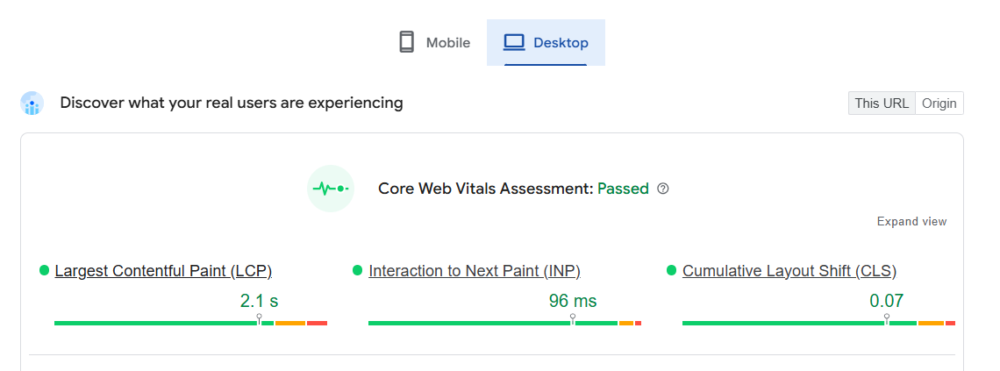 Mobile
Desktop
Discover what your real users are experiencing
This URL
Origin
Core Web Vitals Assessment: Passed
Expand view
Largest Contentful Paint (LCP)
Interaction to Next Paint (INP)
Cumulative Layout Shift (CLS)
2.1 s
96 ms
0.07